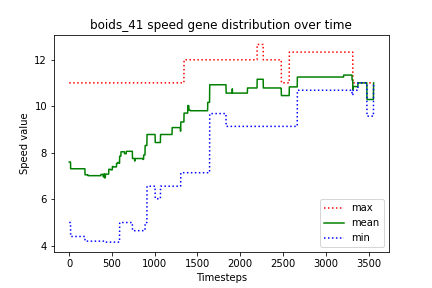 boids_41 speed gene distribution over time
Speed value
12
10
8
6
4
0
500
1000
1500
2000
2500
3000
3500
Timesteps
max
mean
min